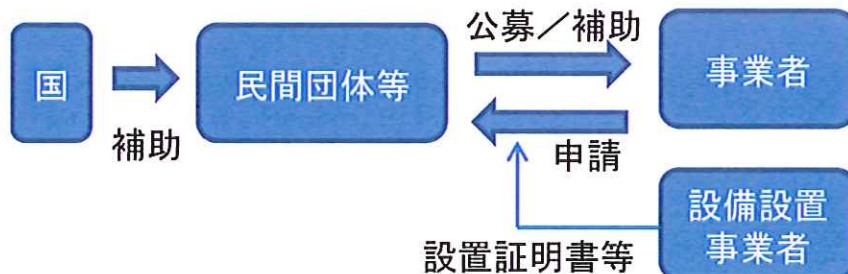 公募／補助
国
民間団体等
事業者
補助
申請
設備設置
事業者
設置証明書等